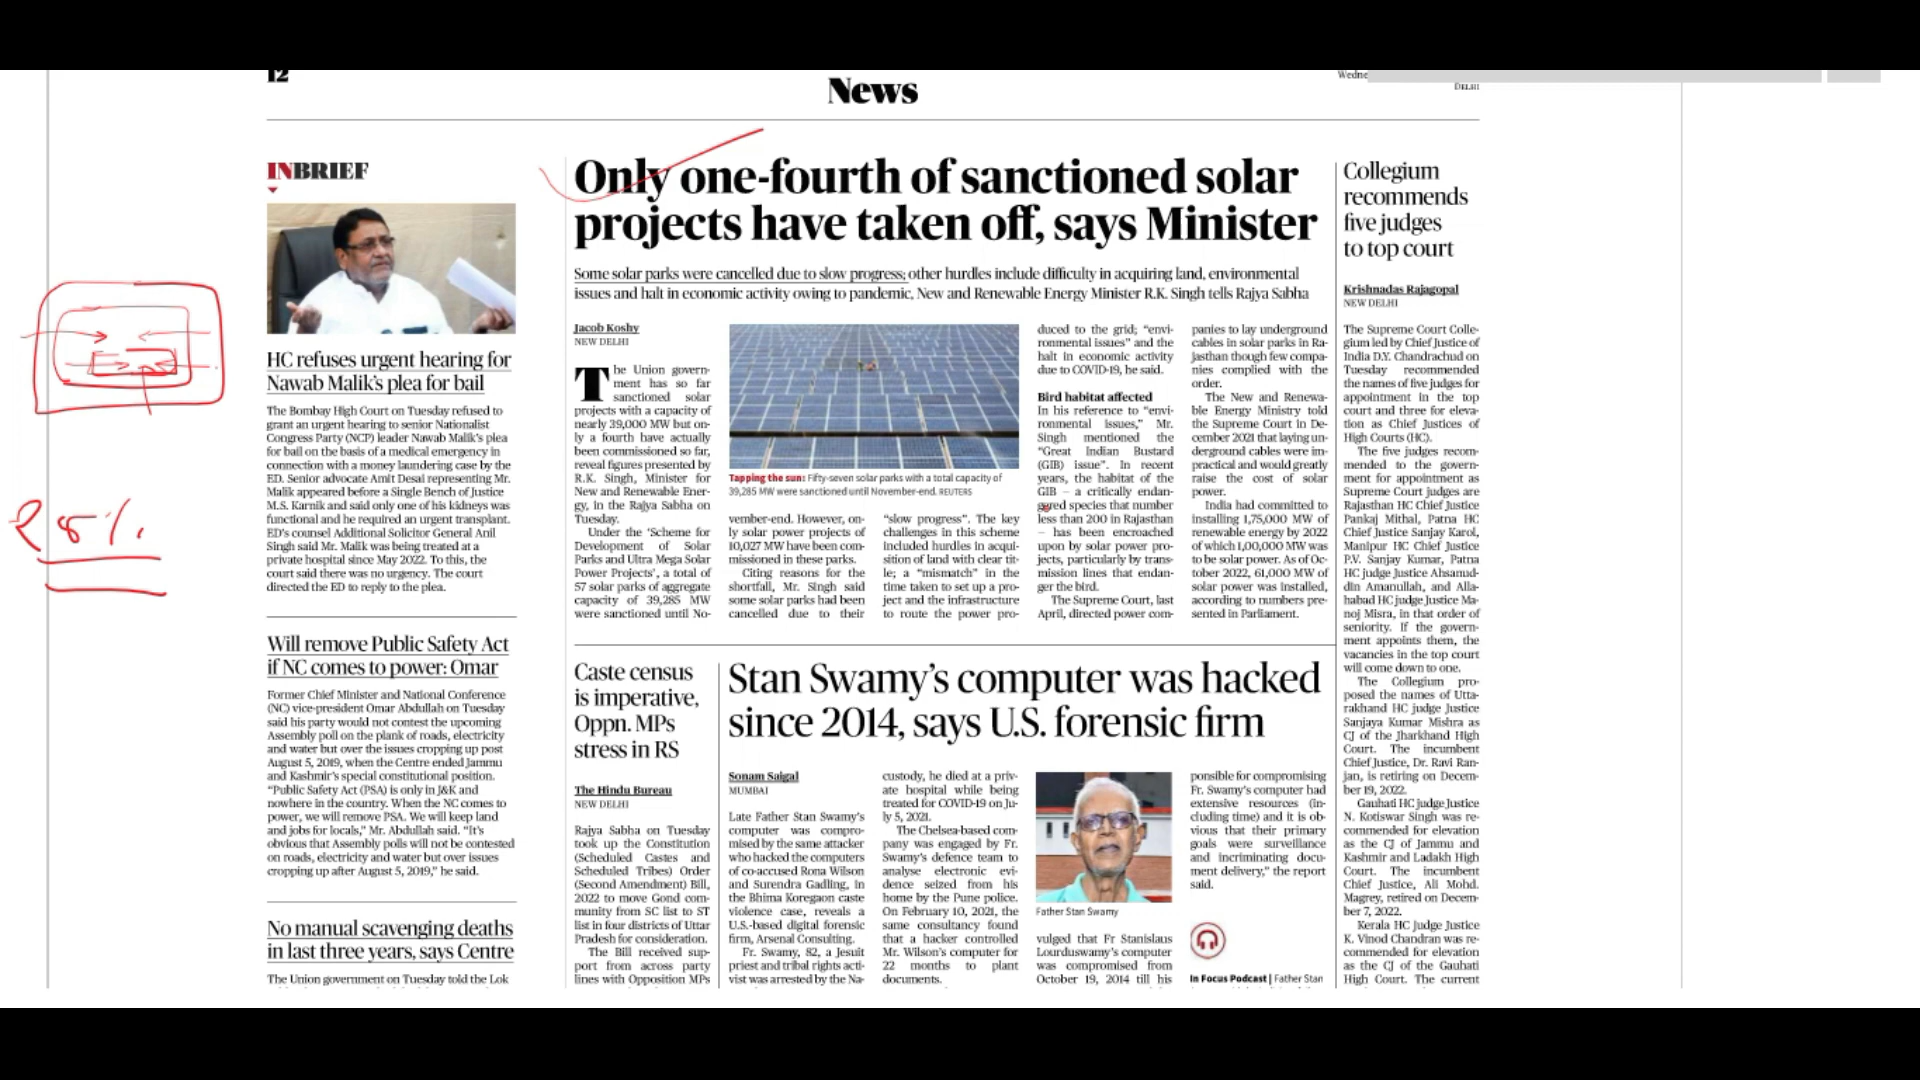 12
News
Wedne
DELHI
INBRIEF
HC refuses urgent hearing for
Nawab Malik's plea for bail
The Bombay High Court on Tuesday refused to
grant an urgent hearing to senior Nationalist
Congress Party (NCP) leader Nawab Malik's plea
for bail on the basis of a medical emergency in
connection with a money laundering case by the
ED. Senior advocate Amit Desai representing Mr.
Malik appeared before a Single Bench of Justice
M.S. Karnik and said only one of his kidneys was
functional and he required an urgent transplant.
ED's counsel Additional Solicitor General Anil
Singh said Mr. Malik was being treated at a
private hospital since May 2022. To this, the
court said there was no urgency. The court
directed the ED to reply to the plea.
Will remove Public Safety Act
if NC comes to power: Omar
Former Chief Minister and National Conference
(NC) vice-president Omar Abdullah on Tuesday
said his party would not contest the upcoming
Assembly poll on the plank of roads, electricity
and water but over the issues cropping up post
August 5, 2019, when the Centre ended Jammu
and Kashmir's special constitutional position.
"Public Safety Act (PSA) is only in J&K and
nowhere in the country. When the NC comes to
power, we will remove PSA. We will keep land
and jobs for locals," Mr. Abdullah said. "It's
obvious that Assembly polls will not be contested
on roads, electricity and water but over issues
cropping up after August 5, 2019," he said.
No manual scavenging deaths
in last three years, says Centre
The Union government on Tuesday told the Lok
Only one-fourth of sanctioned solar
projects have taken off, says Minister
Some solar parks were cancelled due to slow progress; other hurdles include difficulty in acquiring land, environmental
issues and halt in economic activity owing to pandemic, New and Renewable Energy Minister R.K. Singh tells Rajya Sabha
Jacob Koshy
NEW DELHI
The Union govern-
ment has so far
sanctioned solar
projects with a capacity of
nearly 39,000 MW but on-
ly a fourth have actually
been commissioned so far,
reveal figures presented by
R.K. Singh, Minister for
New and Renewable Ener-
gy, in the Rajya Sabha on
Tuesday.
Under the 'Scheme for
Development of Solar
Parks and Ultra Mega Solar
Power Projects', a total of
57 solar parks of aggregate
capacity of 39,285 MW
were sanctioned until No-
Tapping the sun: Fifty-seven solar parks with a total capacity of
39,285 MW were sanctioned until November-end. REUTERS
vember-end. However, on-
ly solar power projects of
10,027 MW have been com-
missioned in these parks.
Citing reasons for the
shortfall, Mr. Singh said
some solar parks had been
cancelled due to their
"slow progress". The key
challenges in this scheme
included hurdles in acqui-
sition of land with clear tit-
le; a "mismatch" in the
time taken to set up a pro-
ject and the infrastructure
to route the power pro-
duced to the grid; "envi-
ronmental issues" and the
halt in economic activity
due to COVID-19, he said.
Bird habitat affected
In his reference to "envi-
ronmental issues," Mr.
Singh mentioned the
"Great Indian Bustard
(GIB) issue". In recent
years, the habitat of the
GIB – a critically endan-
gered species that number
less than 200 in Rajasthan
– has been encroached
upon by solar power pro-
jects, particularly by trans-
mission lines that endan-
ger the bird.
The Supreme Court, last
April, directed power com-
panies to lay underground
cables in solar parks in Ra-
jasthan though few compa-
nies complied with the
order.
The New and Renewa-
ble Energy Ministry told
the Supreme Court in De-
cember 2021 that laying un-
derground cables were im-
practical and would greatly
raise the cost of solar
power.
India had committed to
installing 1,75,000 MW of
renewable energy by 2022
of which 1,00,000 MW was
to be solar power. As of Oc-
tober 2022, 61,000 MW of
solar power was installed,
according to numbers pre-
sented in Parliament.
Caste census
is imperative,
Oppn. MPs
stress in RS
The Hindu Bureau
NEW DELHI
Rajya Sabha on Tuesday
took up the Constitution
(Scheduled Castes and
Scheduled Tribes) Order
(Second Amendment) Bill,
2022 to move Gond com-
munity from SC list to ST
list in four districts of Uttar
Pradesh for consideration.
The Bill received sup-
port from across party
lines with Opposition MPs
Stan Swamy's computer was hacked
since 2014, says U.S. forensic firm
Sonam Saigal
MUMBAI
Late Father Stan Swamy's
computer was compro-
mised by the same attacker
who hacked the computers
of co-accused Rona Wilson
and Surendra Gadling, in
the Bhima Koregaon caste
violence case, reveals a
U.S.-based digital forensic
firm, Arsenal Consulting.
Fr. Swamy, 82, a Jesuit
priest and tribal rights acti-
vist was arrested by the Na-
custody, he died at a priv-
ate hospital while being
treated for COVID-19 on Ju-
ly 5, 2021.
The Chelsea-based com-
pany was engaged by Fr.
Swamy's defence team to
analyse electronic evi-
dence seized from his
home by the Pune police.
On February 10, 2021, the
same consultancy found
that a hacker controlled
Mr. Wilson's computer for
22 months to plant
documents.
Father Stan Swamy
vulged that Fr Stanislaus
Lourduswamy's computer
was compromised from
October 19, 2014 till his
ponsible for compromising
Fr. Swamy's computer had
extensive resources (in-
cluding time) and it is ob-
vious that their primary
goals were surveillance
and incriminating docu-
ment delivery," the report
said.
In Focus Podcast | Father Stan
Collegium
recommends
five judges
to top court
Krishnadas Rajagopal
NEW DELHI
The Supreme Court Colle-
gium led by Chief Justice of
India D.Y. Chandrachud on
Tuesday recommended
the names of five judges for
appointment in the top
court and three for eleva-
tion as Chief Justices of
High Courts (HC).
The five judges recom-
mended to the govern-
ment for appointment as
Supreme Court judges are
Rajasthan HC Chief Justice
Pankaj Mithal, Patna HC
Chief Justice Sanjay Karol,
Manipur HC Chief Justice
P.V. Sanjay Kumar, Patna
HC judge Justice Ahsanud-
din Amanullah, and Alla-
habad HC judge Justice Ma-
noj Misra, in that order of
seniority. If the govern-
ment appoints them, the
vacancies in the top court
will come down to one.
The Collegium pro-
posed the names of Utta-
rakhand HC judge Justice
Sanjaya Kumar Mishra as
CJ of the Jharkhand High
Court. The incumbent
Chief Justice, Dr. Ravi Ran-
jan, is retiring on Decem-
ber 19, 2022.
Gauhati HC judge Justice
N. Kotiswar Singh was re-
commended for elevation
as the CJ of Jammu and
Kashmir and Ladakh High
Court. The incumbent
Chief Justice, Ali Mohd.
Magrey, retired on Decem-
ber 7, 2022.
Kerala HC judge Justice
K. Vinod Chandran was re-
commended for elevation
as the CJ of the Gauhati
High Court. The current
25%